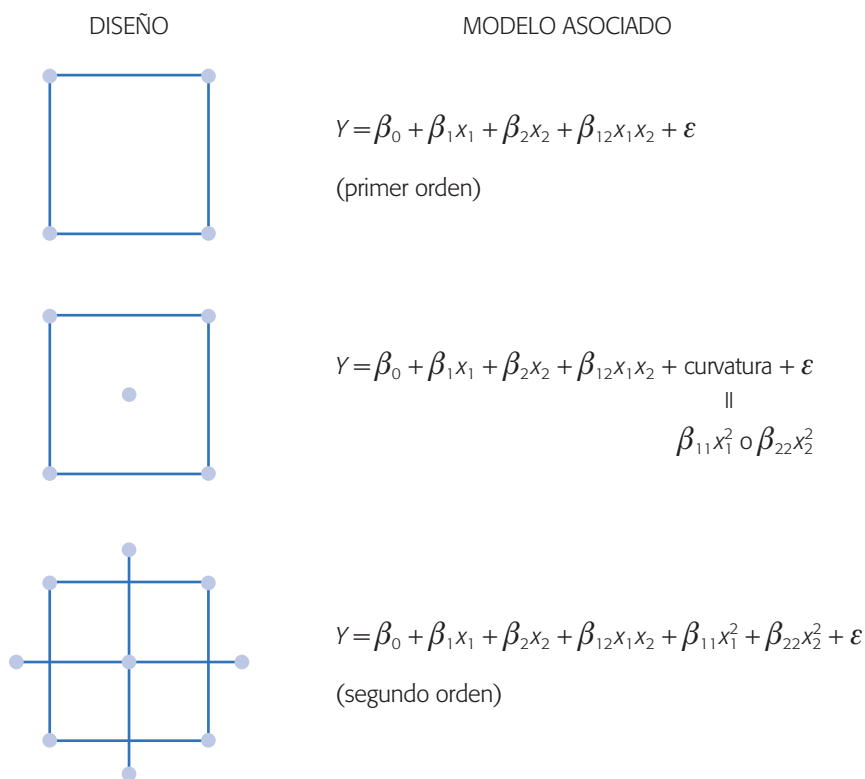 DISEÑO MODELO ASOCIADO
Y = β₀ + β₁x₁ + β₂x₂ + β₁₂x₁x₂ + ε
(primer orden)
Y = β₀ + β₁x₁ + β₂x₂ + β₁₂x₁x₂ + curvatura + ε
=
β₁₁x₁² o β₂₂x₂²
Y = β₀ + β₁x₁ + β₂x₂ + β₁₂x₁x₂ + β₁₁x₁² + β₂₂x₂² + ε
(segundo orden)